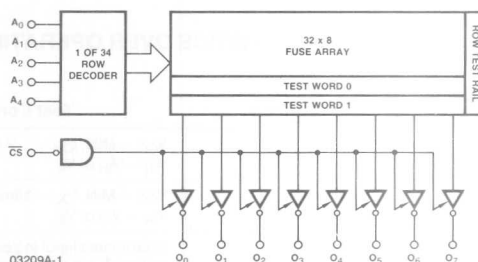 A0
A1
A2
A3
A4
1 OF 34
ROW
DECODER
32 x 8
FUSE ARRAY
TEST WORD 0
TEST WORD 1
ROW TEST RAIL
CS
O0 O1 O2 O3 O4 O5 O6 O7
03209A-1